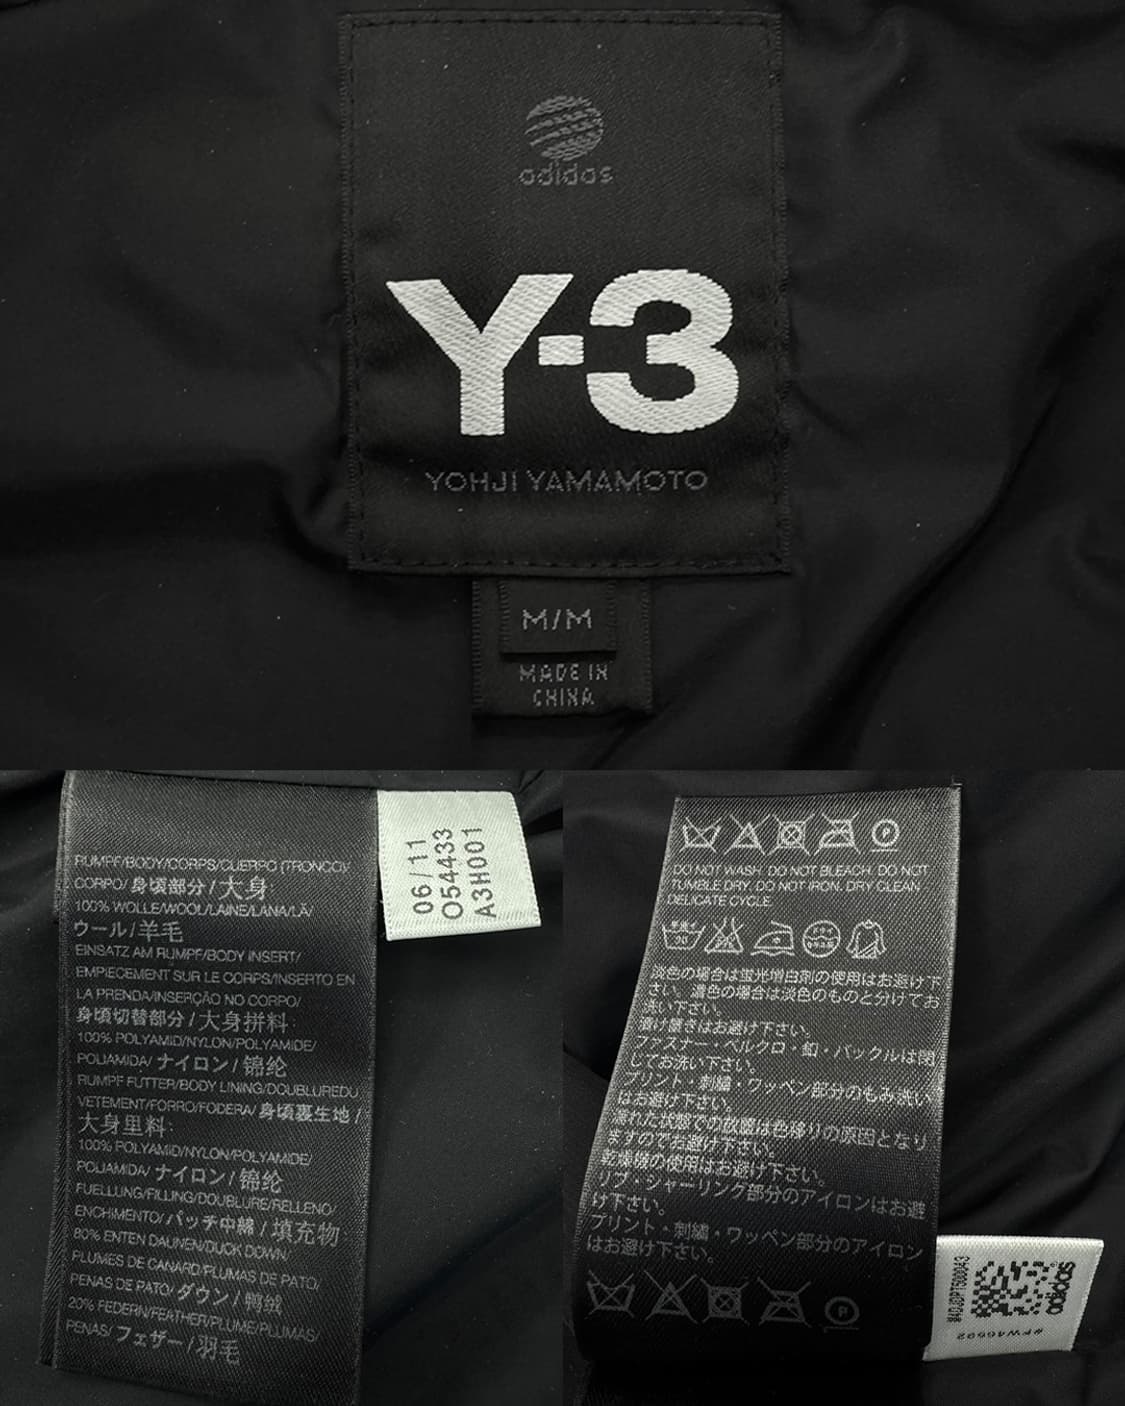 adidas
Y-3
YOHJI YAMAMOTO
M/M
MADE IN
CHINA
RUMPF/BODY/CORPS/CUERPO (TRONCO)/
CORPO/ 身頃部分 / 大身
100% WOLLE/WOOL/LAINE/LANA/LÃ/
ウール / 羊毛
EINSATZ AM RUMPF/BODY INSERT/
EMPIECEMENT SUR LE CORPS/INSERTO EN
LA PRENDA/INSERÇÃO NO CORPO/
身頃切替部分 / 大身拼料:
100% POLYAMID/NYLON/POLYAMIDE/
POLIAMIDA/ ナイロン / 锦纶
RUMPF FUTTER/BODY LINING/DOUBLUREDU
VETEMENT/FORRO/FODERA/ 身頃裏生地 /
大身里料:
100% POLYAMID/NYLON/POLYAMIDE/
POLIAMIDA/ ナイロン / 锦纶
FUELLUNG/FILLING/DOUBLURE/RELLENO/
ENCHIMENTO/ パッチ中綿 / 填充物
80% ENTEN DAUNEN/DUCK DOWN/
PLUMES DE CANARD/PLUMAS DE PATO/
PENAS DE PATO/ ダウン / 鸭绒
20% FEDERN/FEATHER/PLUME/PLUMAS/
PENAS/ フェザー / 羽毛
06/11
O54433
A3H001
DO NOT WASH. DO NOT BLEACH. DO NOT
TUMBLE DRY. DO NOT IRON. DRY CLEAN
DELICATE CYCLE.
淡色の場合は蛍光増白剤の使用はお避け下
さい。濃色の場合は淡色のものと分けてお
洗い下さい。
漬け置きはお避け下さい。
ファスナー・ベルクロ・釦・バックルは閉
じてお洗い下さい。
プリント・刺繍・ワッペン部分のもみ洗い
はお避け下さい。
濡れた状態での放置は色移りの原因となり
ますのでお避け下さい。
乾燥機の使用はお避け下さい。
リブ・シャーリング部分のアイロンはお避
け下さい。
プリント・刺繍・ワッペン部分のアイロン
はお避け下さい。
adidas
#FW46692